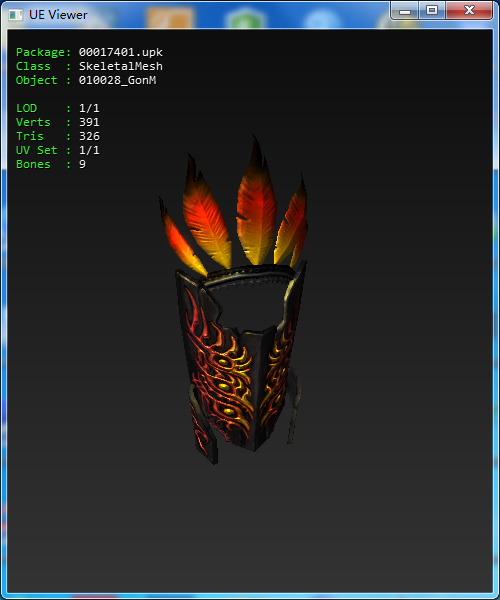 UE Viewer
Package: 00017401.upk
Class : SkeletalMesh
Object : 010028_GonM
LOD : 1/1
Verts : 391
Tris : 326
UV Set : 1/1
Bones : 9